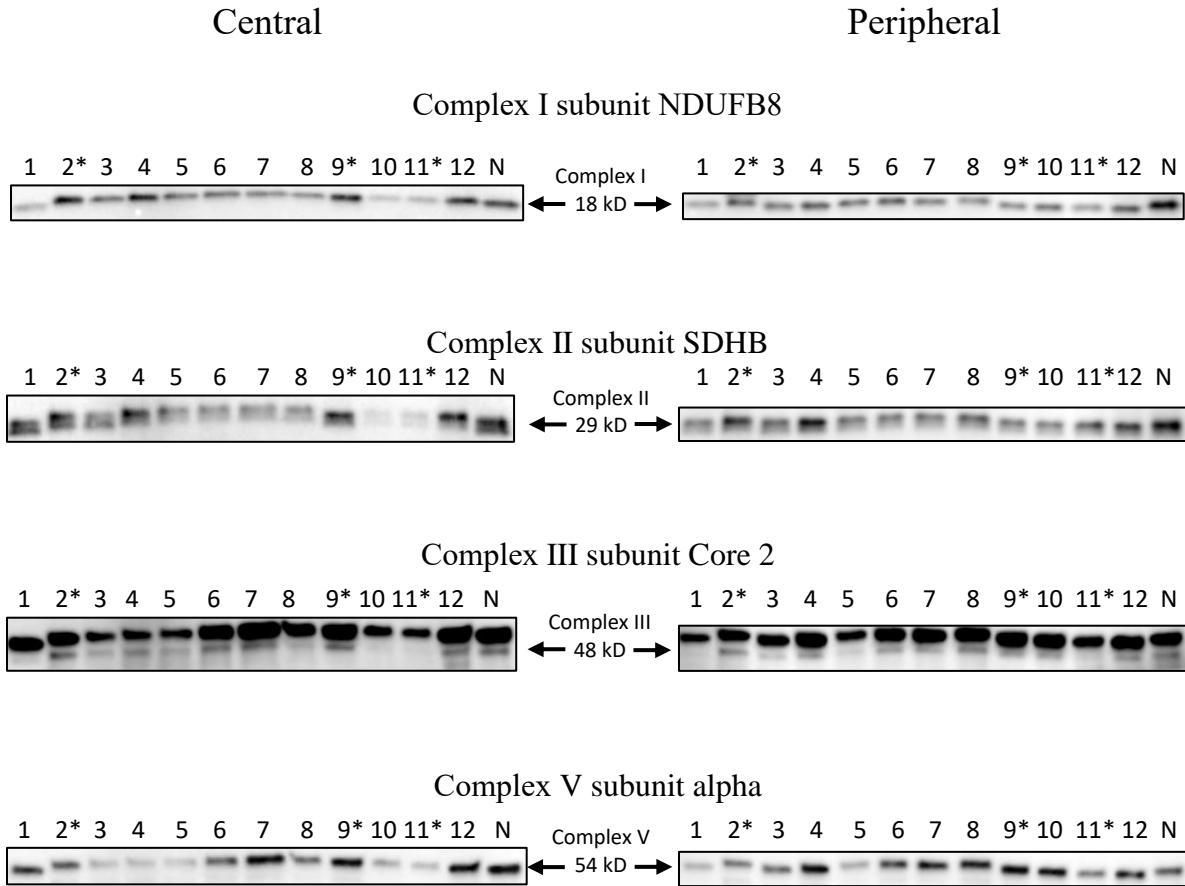 Central Peripheral
Complex I subunit NDUFB8
1 2* 3 4 5 6 7 8 9* 10 11* 12 N Complex I 1 2* 3 4 5 6 7 8 9* 10 11* 12 N
18 kD
Complex II subunit SDHB
1 2* 3 4 5 6 7 8 9* 10 11* 12 N Complex II 1 2* 3 4 5 6 7 8 9* 10 11* 12 N
29 kD
Complex III subunit Core 2
1 2* 3 4 5 6 7 8 9* 10 11* 12 N Complex III 1 2* 3 4 5 6 7 8 9* 10 11* 12 N
48 kD
Complex V subunit alpha
1 2* 3 4 5 6 7 8 9* 10 11* 12 N Complex V 1 2* 3 4 5 6 7 8 9* 10 11* 12 N
54 kD